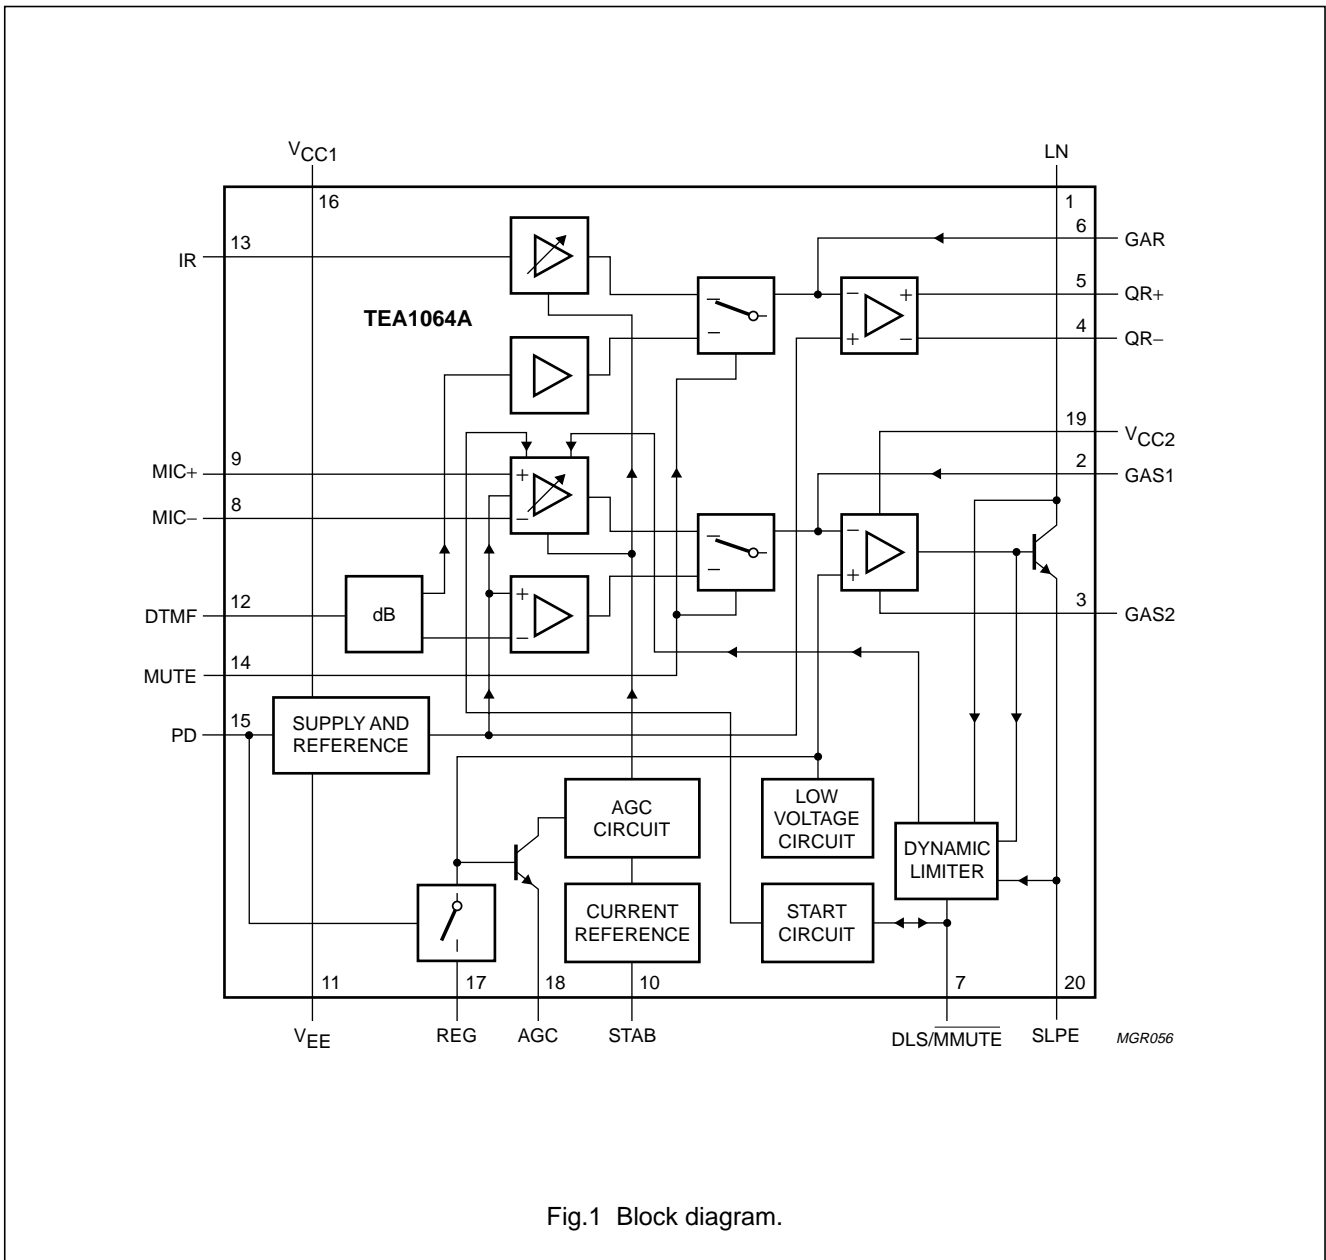 VCC1
LN
16
1
6
GAR
13
IR
5
QR+
TEA1064A
4
QR−
19
VCC2
9
MIC+
2
GAS1
8
MIC−
12
DTMF
dB
3
GAS2
14
MUTE
15
PD
SUPPLY AND
REFERENCE
AGC
CIRCUIT
LOW
VOLTAGE
CIRCUIT
DYNAMIC
LIMITER
CURRENT
REFERENCE
START
CIRCUIT
11
17
18
10
7
20
VEE
REG
AGC
STAB
DLS/MMUTE
SLPE
MGR056
Fig.1 Block diagram.